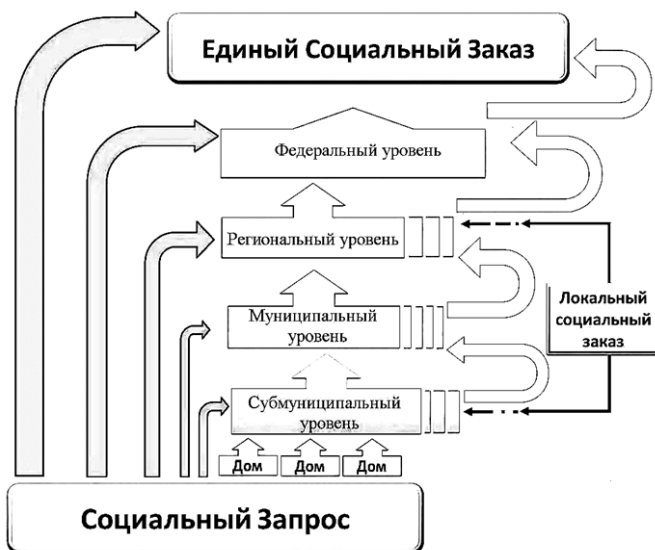 Единый Социальный Заказ
Федеральный уровень
Региональный уровень
Локальный
социальный
заказ
Муниципальный
уровень
Субмуниципальный
уровень
Дом
Дом
Дом
Социальный Запрос